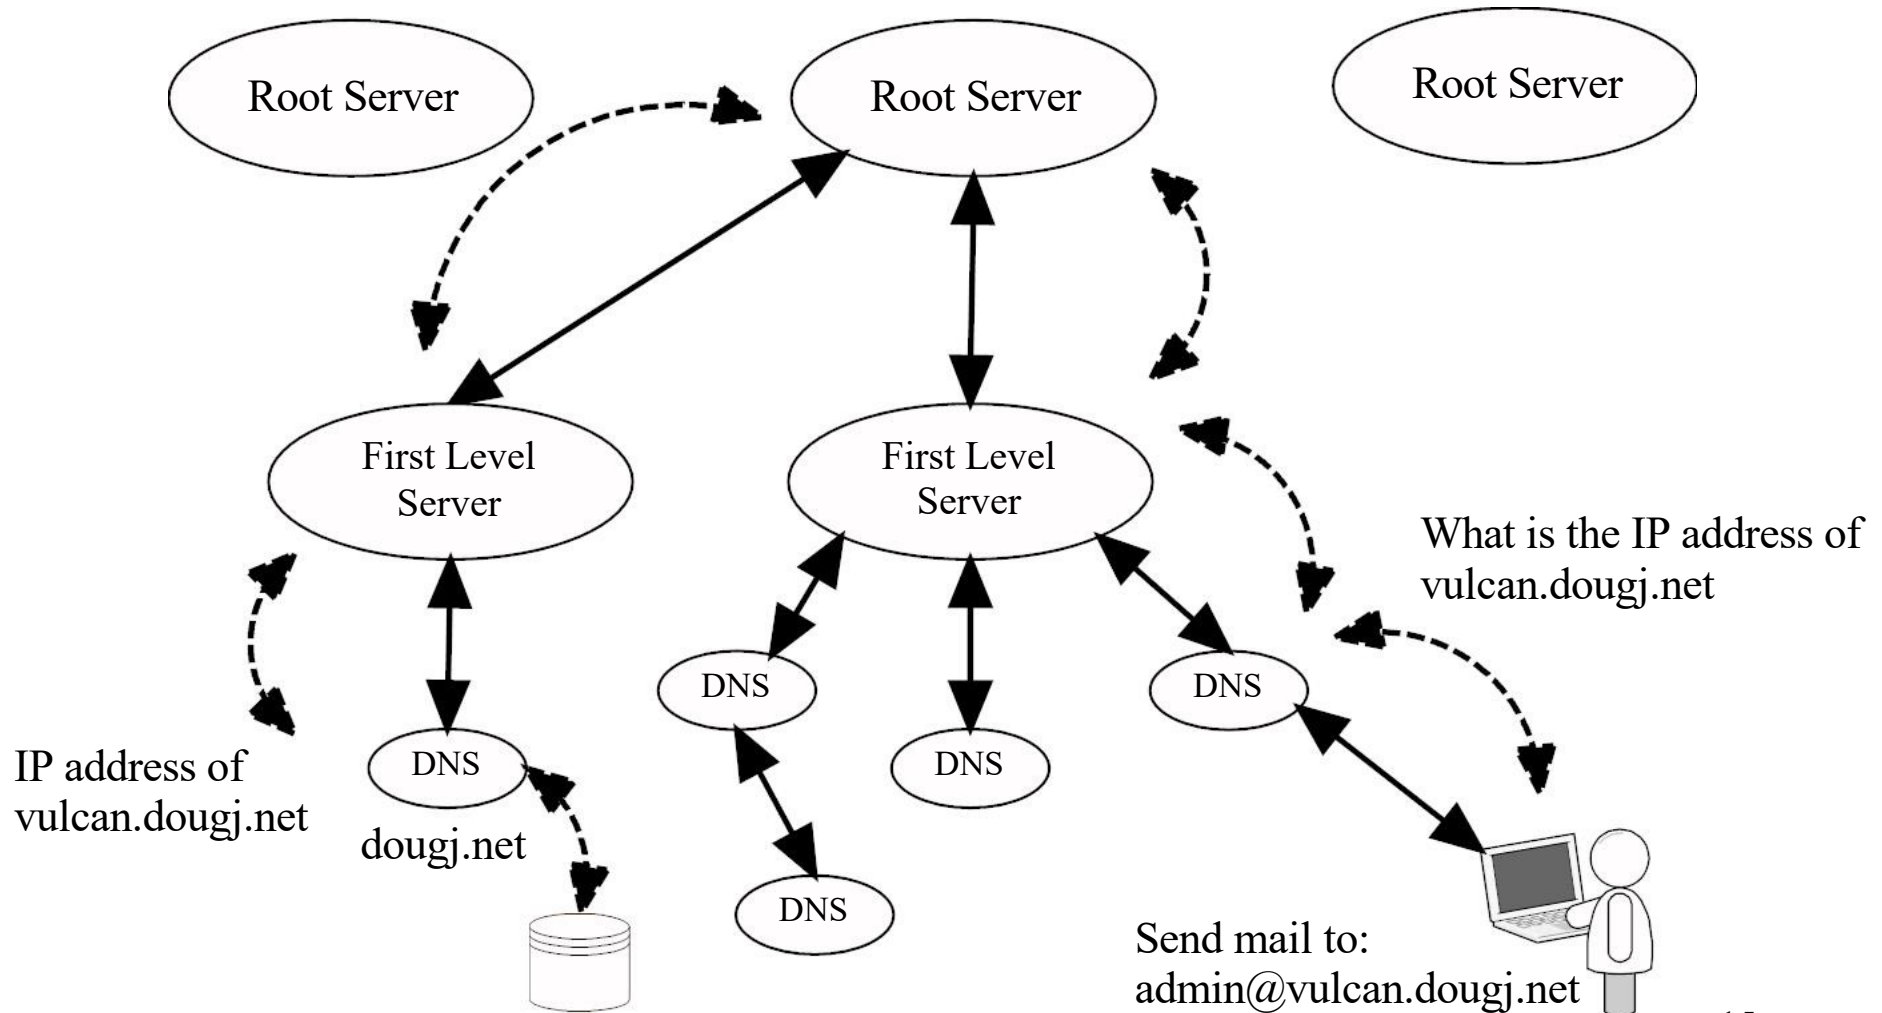 Root Server
Root Server
Root Server
First Level
Server
First Level
Server
What is the IP address of
vulcan.dougj.net
DNS
DNS
DNS
DNS
IP address of
vulcan.dougj.net
dougj.net
DNS
Send mail to:
admin@vulcan.dougj.net